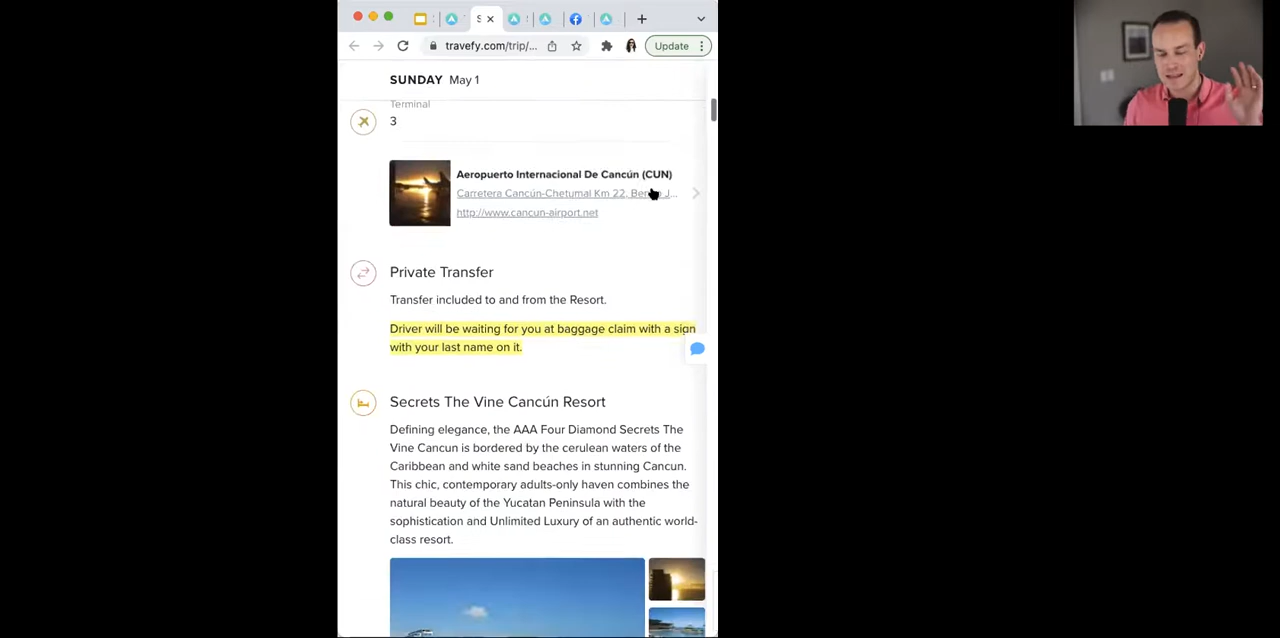 S
travefy.com/trip/...
Update
SUNDAY May 1
Terminal
3
Aeropuerto Internacional De Cancún (CUN)
Carretera Cancún-Chetumal Km 22, J...
http://www.cancun-airport.net
Private Transfer
Transfer included to and from the Resort.
Driver will be waiting for you at baggage claim with a sign
with your last name on it.
Secrets The Vine Cancún Resort
Defining elegance, the AAA Four Diamond Secrets The
Vine Cancun is bordered by the cerulean waters of the
Caribbean and white sand beaches in stunning Cancun.
This chic, contemporary adults-only haven combines the
natural beauty of the Yucatan Peninsula with the
sophistication and Unlimited Luxury of an authentic world-
class resort.